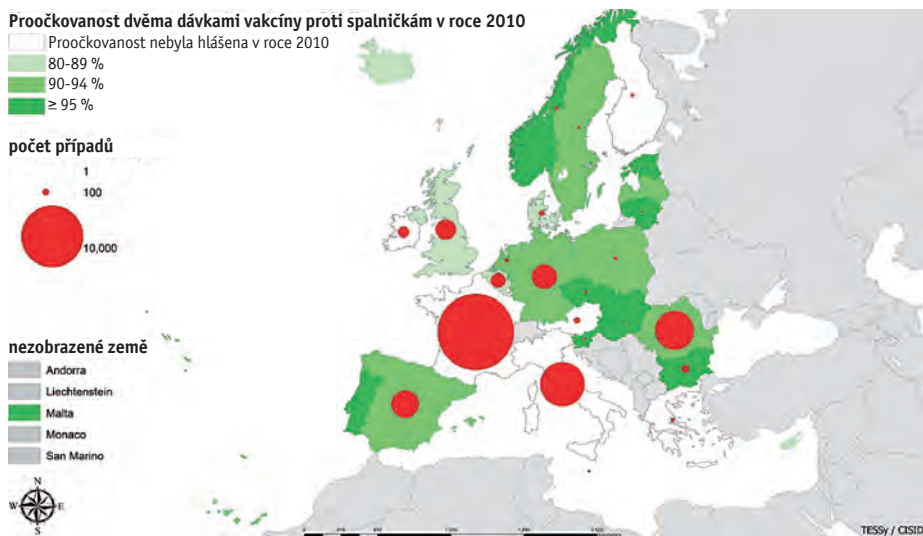 Proočkovanost dvěma dávkami vakcíny proti spalničkám v roce 2010
Proočkovanost nebyla hlášena v roce 2010
80-89 %
90-94 %
≥ 95 %
počet případů
1
100
10,000
nezobrazené země
Andorra
Liechtenstein
Malta
Monaco
San Marino
N
W E
S
TESSy / CISID